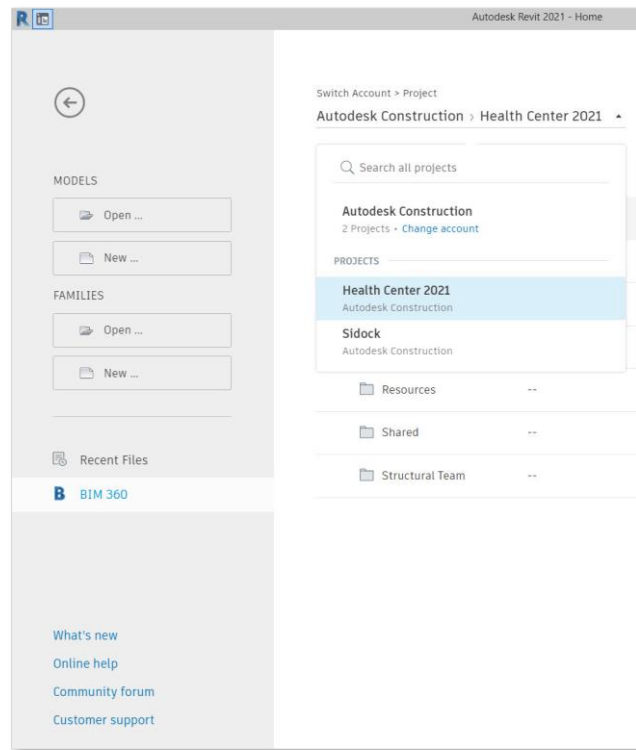 Autodesk Revit 2021 - Home
Switch Account > Project
Autodesk Construction > Health Center 2021
MODELS
Open ...
New ...
FAMILIES
Open ...
New ...
Recent Files
B BIM 360
What's new
Online help
Community forum
Customer support
Search all projects
Autodesk Construction
2 Projects - Change account
PROJECTS
Health Center 2021
Autodesk Construction
Sidock
Autodesk Construction
Resources --
Shared --
Structural Team --